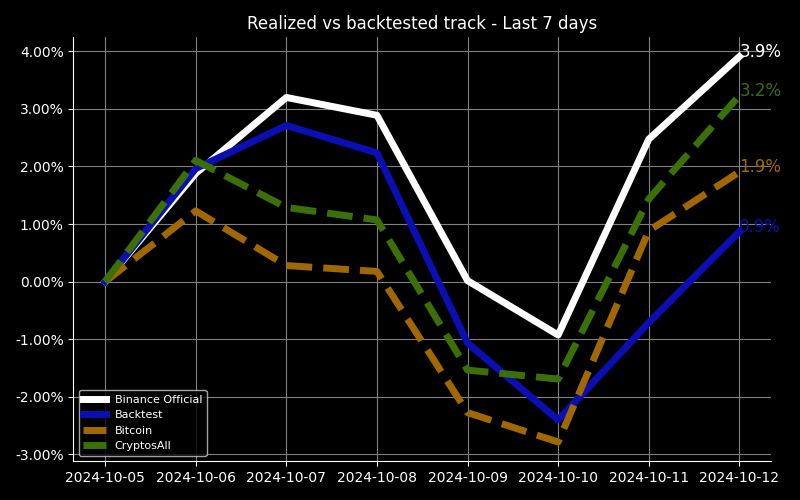 Realized vs backtested track - Last 7 days
4.00%
3.00%
2.00%
1.00%
0.00%
-1.00%
-2.00%
-3.00%
3.9%
3.2%
1.9%
0.9%
Binance Official
Backtest
Bitcoin
CryptosAll
2024-10-05 2024-10-06 2024-10-07 2024-10-08 2024-10-09 2024-10-10 2024-10-11 2024-10-12